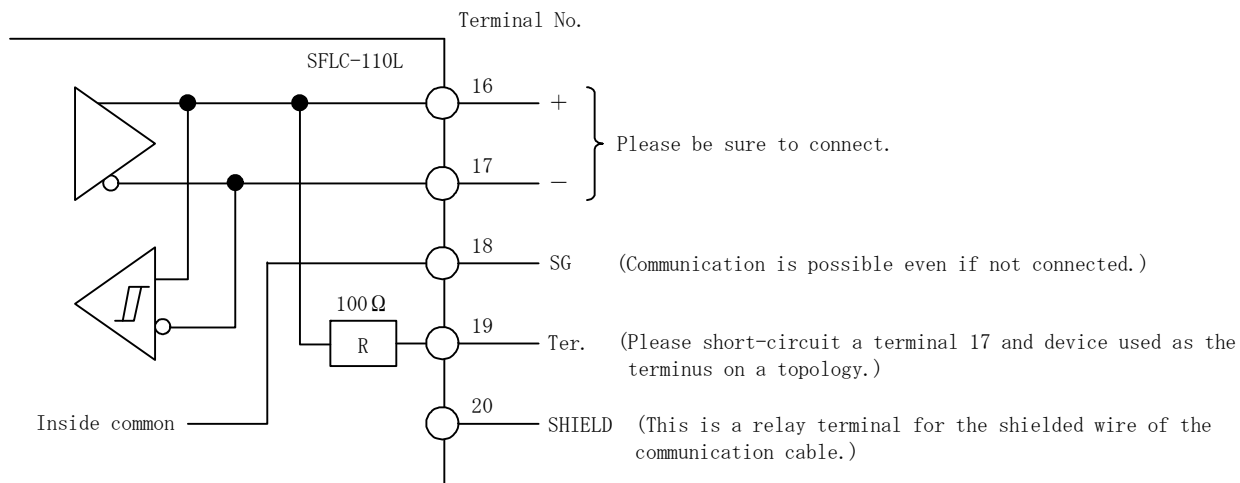 Terminal No.
SFLC-110L
16
+
17
−
Please be sure to connect.
18
SG (Communication is possible even if not connected.)
100Ω
R
19
Ter. (Please short-circuit a terminal 17 and device used as the
terminus on a topology.)
20
Inside common
SHIELD (This is a relay terminal for the shielded wire of the
communication cable.)